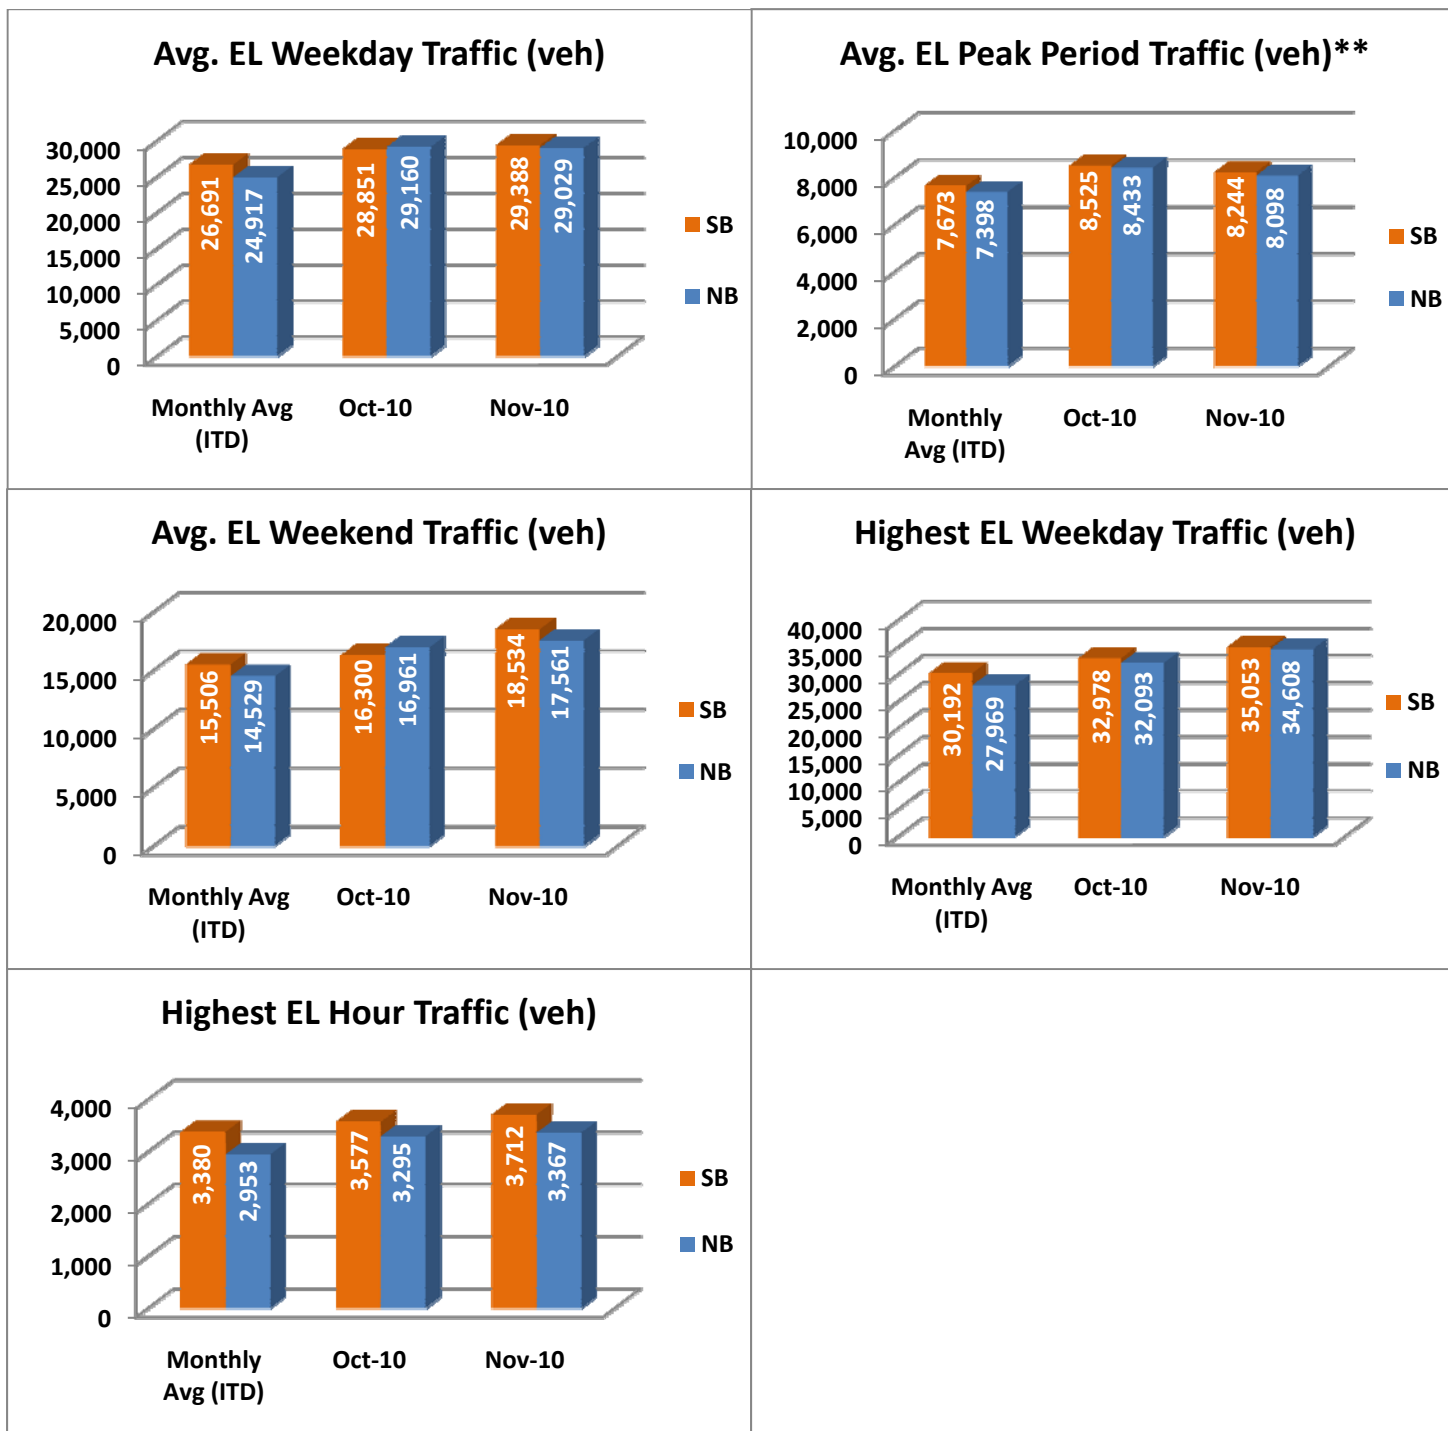 Avg. EL Weekday Traffic (veh)
30,000
25,000
20,000
15,000
10,000
5,000
0
26,691
24,917
28,851
29,160
29,388
29,029
SB
NB
Monthly Avg (ITD)
Oct-10
Nov-10
Avg. EL Peak Period Traffic (veh)**
10,000
8,000
6,000
4,000
2,000
0
7,673
7,398
8,525
8,433
8,244
8,098
SB
NB
Monthly
Avg (ITD)
Oct-10
Nov-10
Avg. EL Weekend Traffic (veh)
20,000
15,000
10,000
5,000
0
15,506
14,529
16,300
16,961
18,534
17,561
SB
NB
Monthly Avg
(ITD)
Oct-10
Nov-10
Highest EL Weekday Traffic (veh)
40,000
35,000
30,000
25,000
20,000
15,000
10,000
5,000
0
30,192
27,969
32,978
32,093
35,053
34,608
SB
NB
Monthly Avg
(ITD)
Oct-10
Nov-10
Highest EL Hour Traffic (veh)
4,000
3,000
2,000
1,000
0
3,380
2,953
3,577
3,295
3,712
3,367
SB
NB
Monthly
Avg (ITD)
Oct-10
Nov-10